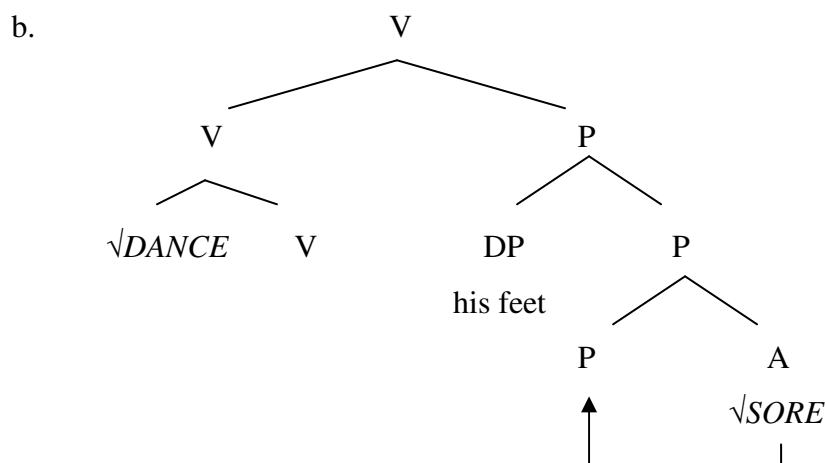 b. V
V P
√DANCE V DP P
his feet
P A
√SORE